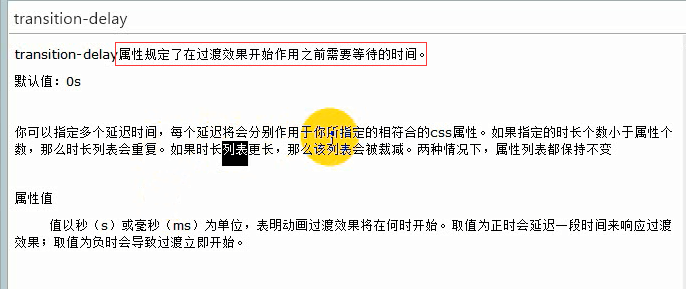 transition-delay
transition-delay属性规定了在过渡效果开始作用之前需要等待的时间。
默认值：0s
你可以指定多个延迟时间，每个延迟将会分别作用于你所指定的相符合的css属性。如果指定的时长个数小于属性个
数，那么时长列表会重复。如果时长列表更长，那么该列表会被裁减。两种情况下，属性列表都保持不变
属性值
值以秒（s）或毫秒（ms）为单位，表明动画过渡效果将在何时开始。取值为正时会延迟一段时间来响应过渡
效果；取值为负时会导致过渡立即开始。